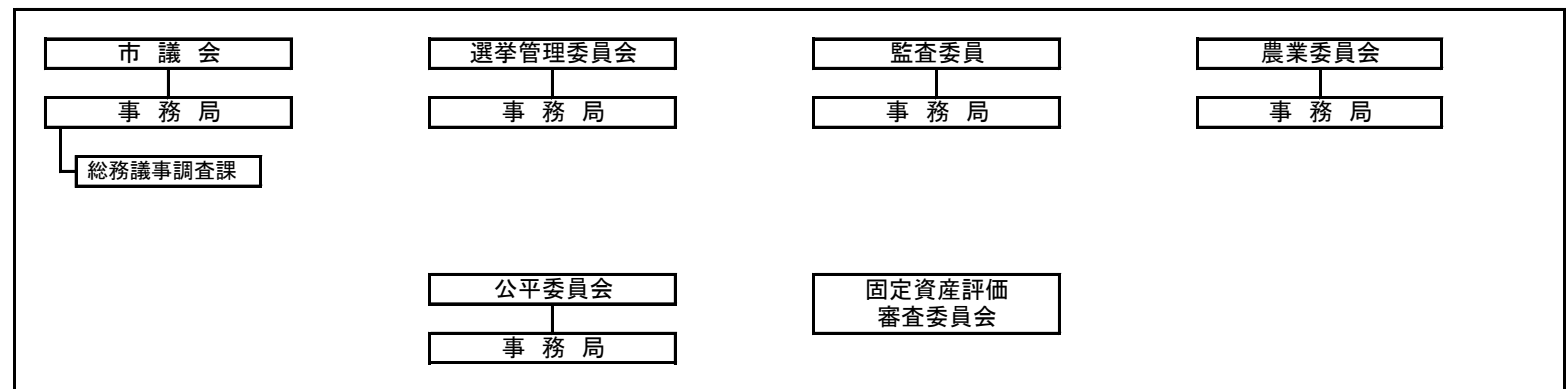 市 議 会
選挙管理委員会
監査委員
農業委員会
事 務 局
事 務 局
事 務 局
事 務 局
総務議事調査課
公平委員会
固定資産評価
審査委員会
事 務 局